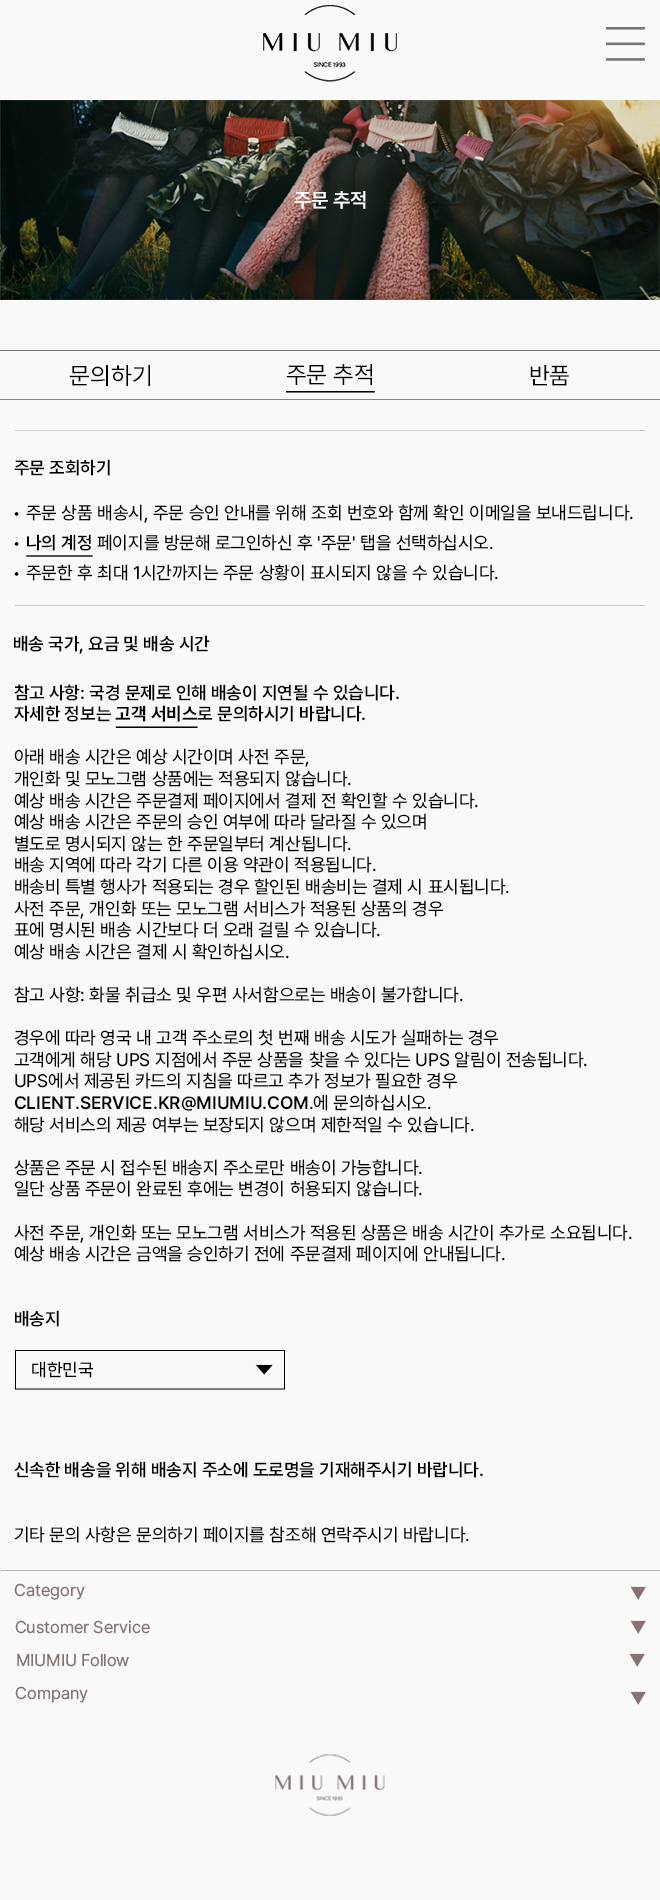 MIU MIU
SINCE 1993
주문 추적
문의하기
주문 추적
반품
주문 조회하기
• 주문 상품 배송시, 주문 승인 안내를 위해 조회 번호와 함께 확인 이메일을 보내드립니다.
• 나의 계정 페이지를 방문해 로그인하신 후 '주문' 탭을 선택하십시오.
• 주문한 후 최대 1시간까지는 주문 상황이 표시되지 않을 수 있습니다.
배송 국가, 요금 및 배송 시간
참고 사항: 국경 문제로 인해 배송이 지연될 수 있습니다.
자세한 정보는 고객 서비스로 문의하시기 바랍니다.
아래 배송 시간은 예상 시간이며 사전 주문,
개인화 및 모노그램 상품에는 적용되지 않습니다.
예상 배송 시간은 주문결제 페이지에서 결제 전 확인할 수 있습니다.
예상 배송 시간은 주문의 승인 여부에 따라 달라질 수 있으며
별도로 명시되지 않는 한 주문일부터 계산됩니다.
배송 지역에 따라 각기 다른 이용 약관이 적용됩니다.
배송비 특별 행사가 적용되는 경우 할인된 배송비는 결제 시 표시됩니다.
사전 주문, 개인화 또는 모노그램 서비스가 적용된 상품의 경우
표에 명시된 배송 시간보다 더 오래 걸릴 수 있습니다.
예상 배송 시간은 결제 시 확인하십시오.
참고 사항: 화물 취급소 및 우편 사서함으로는 배송이 불가합니다.
경우에 따라 영국 내 고객 주소로의 첫 번째 배송 시도가 실패하는 경우
고객에게 해당 UPS 지점에서 주문 상품을 찾을 수 있다는 UPS 알림이 전송됩니다.
UPS에서 제공된 카드의 지침을 따르고 추가 정보가 필요한 경우
CLIENT.SERVICE.KR@MIUMIU.COM.에 문의하십시오.
해당 서비스의 제공 여부는 보장되지 않으며 제한적일 수 있습니다.
상품은 주문 시 접수된 배송지 주소로만 배송이 가능합니다.
일단 상품 주문이 완료된 후에는 변경이 허용되지 않습니다.
사전 주문, 개인화 또는 모노그램 서비스가 적용된 상품은 배송 시간이 추가로 소요됩니다.
예상 배송 시간은 금액을 승인하기 전에 주문결제 페이지에 안내됩니다.
배송지
대한민국
신속한 배송을 위해 배송지 주소에 도로명을 기재해주시기 바랍니다.
기타 문의 사항은 문의하기 페이지를 참조해 연락주시기 바랍니다.
Category
Customer Service
MIUMIU Follow
Company
MIU MIU
SINCE 1993